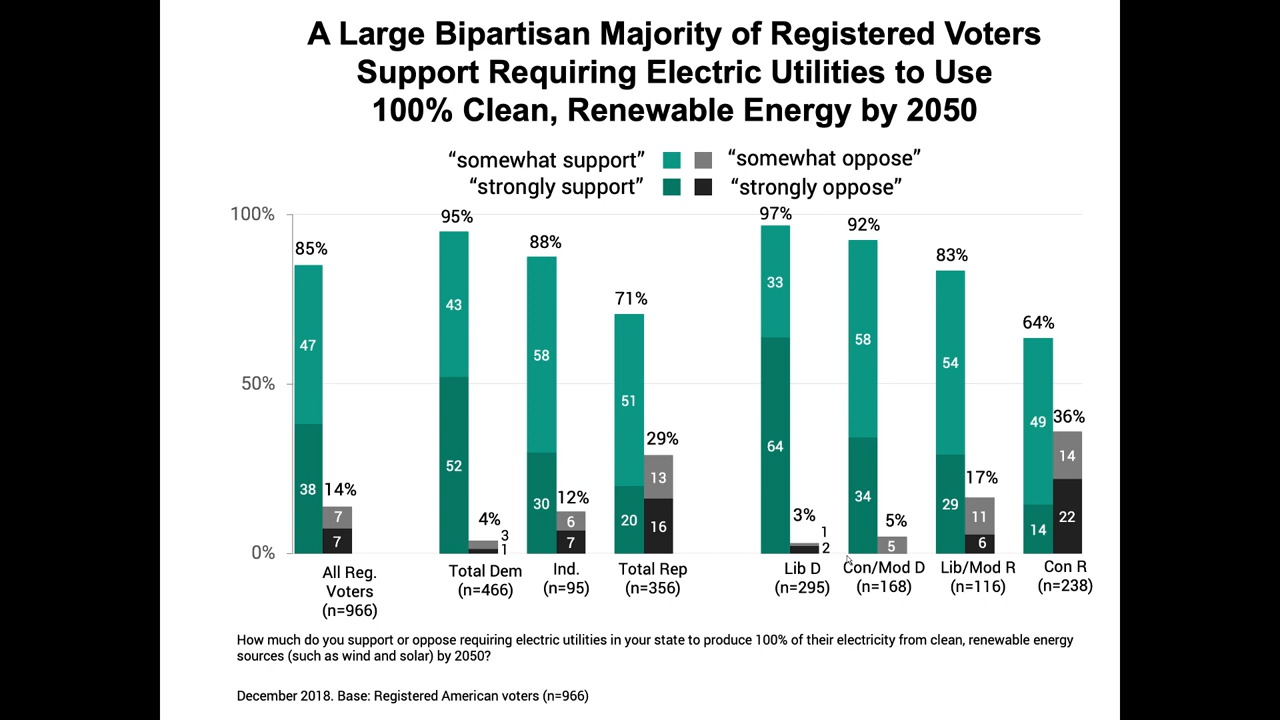 A Large Bipartisan Majority of Registered Voters
Support Requiring Electric Utilities to Use
100% Clean, Renewable Energy by 2050
“somewhat support” “somewhat oppose”
“strongly support” “strongly oppose”
100%
50%
0%
85%
47
38
14%
7
7
95%
43
52
4%
3
1
88%
58
30
12%
6
7
71%
51
20
29%
13
16
97%
33
64
3%
1
2
92%
58
34
5%
5
83%
54
29
17%
11
6
64%
49
14
36%
14
22
All Reg.
Voters
(n=966)
Total Dem
(n=466)
Ind.
(n=95)
Total Rep
(n=356)
Lib D
(n=295)
Con/Mod D
(n=168)
Lib/Mod R
(n=116)
Con R
(n=238)
How much do you support or oppose requiring electric utilities in your state to produce 100% of their electricity from clean, renewable energy
sources (such as wind and solar) by 2050?
December 2018. Base: Registered American voters (n=966)